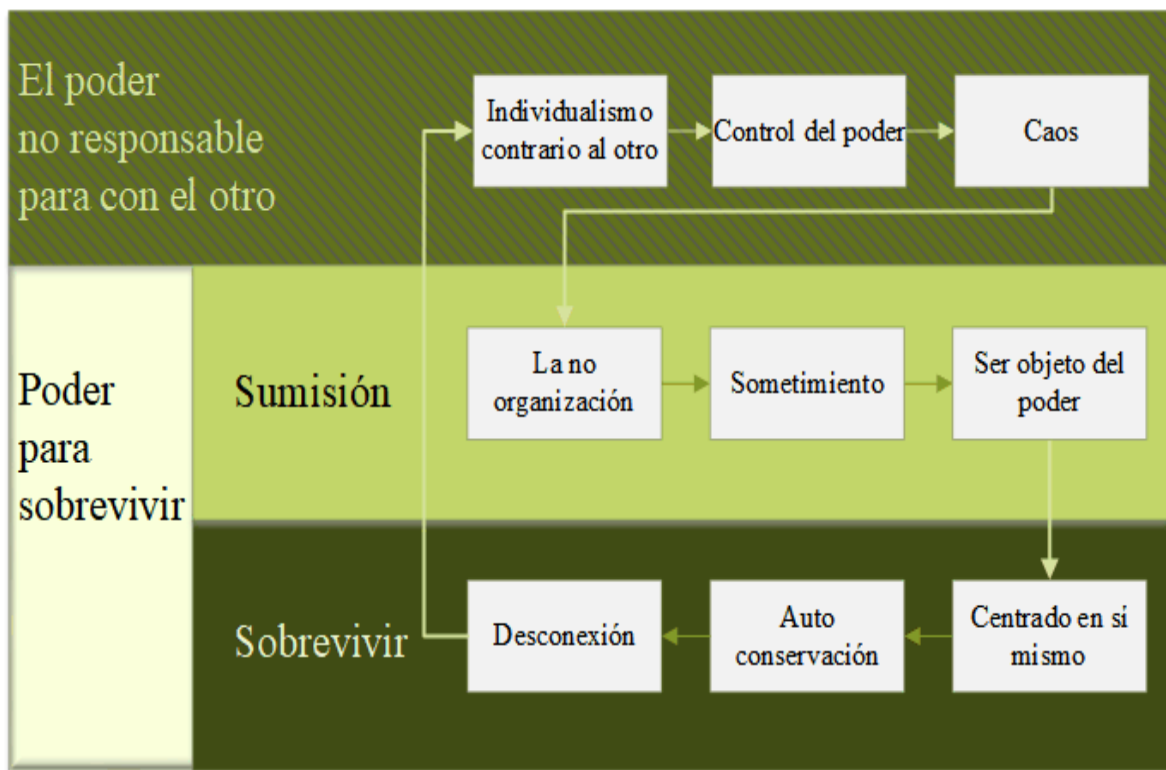 El poder
no responsable
para con el otro
Individualismo
contrario al otro
Control del poder
Caos
Poder
para
sobrevivir
Sumisión
La no
organización
Sometimiento
Ser objeto del
poder
Sobrevivir
Desconexión
Auto
conservación
Centrado en sí
mismo